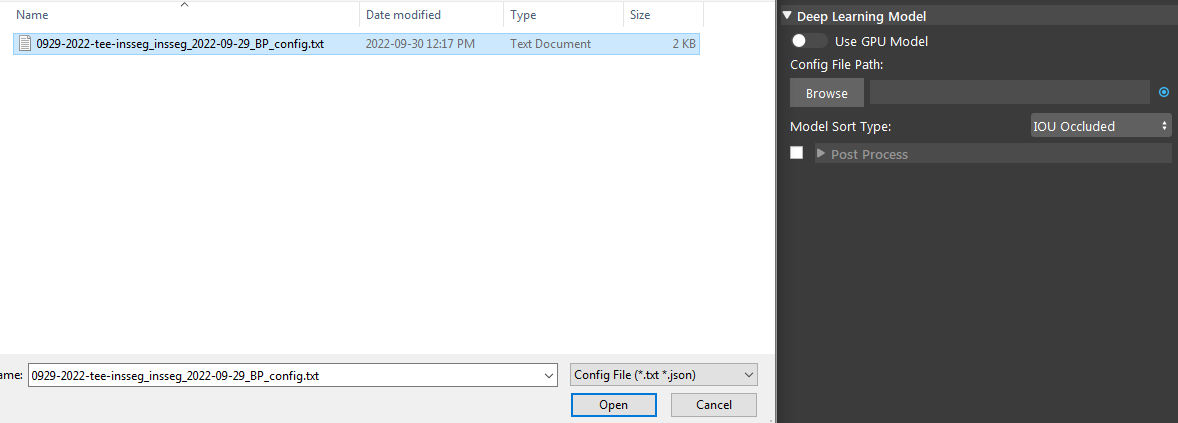 Name Date modified Type Size
0929-2022-tee-insseg_insseg_2022-09-29_BP_config.txt 2022-09-30 12:17 PM Text Document 2 KB
ame: 0929-2022-tee-insseg_insseg_2022-09-29_BP_config.txt Config File (*.txt *.json)
Open Cancel
Deep Learning Model
Use GPU Model
Config File Path:
Browse
Model Sort Type: IOU Occluded
Post Process